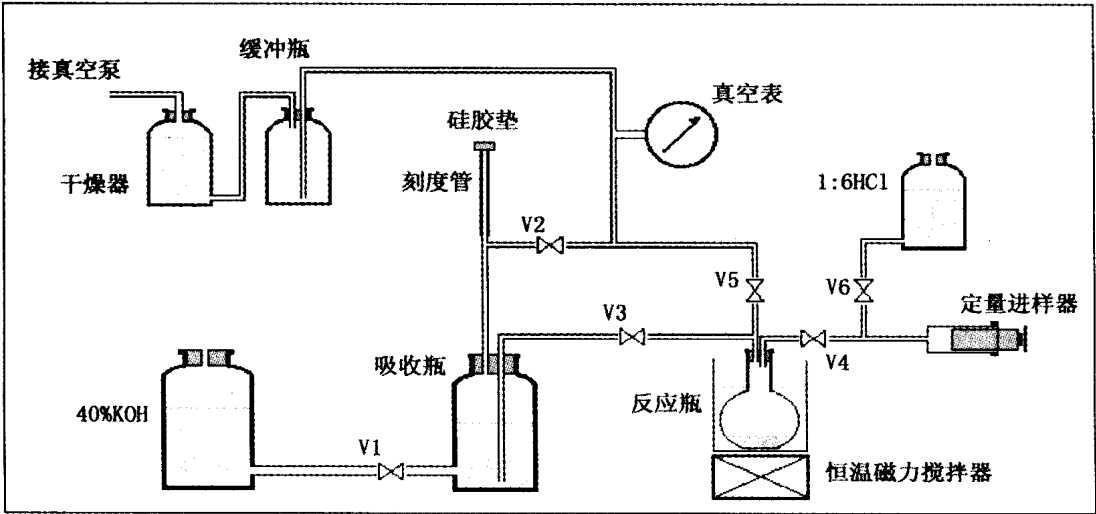 缓冲瓶
接真空泵
真空表
硅胶垫
干燥器
刻度管
1:6HCl
V2
V5
V6
定量进样器
V3
V4
吸收瓶
反应瓶
40%KOH
V1
恒温磁力搅拌器